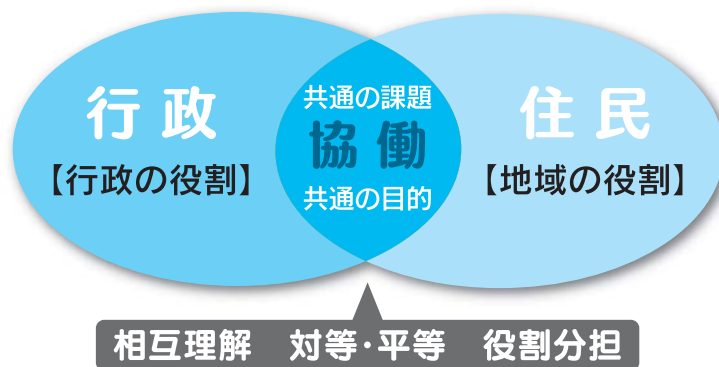 行政
【行政の役割】
共通の課題
協働
共通の目的
住民
【地域の役割】
相互理解　対等・平等　役割分担